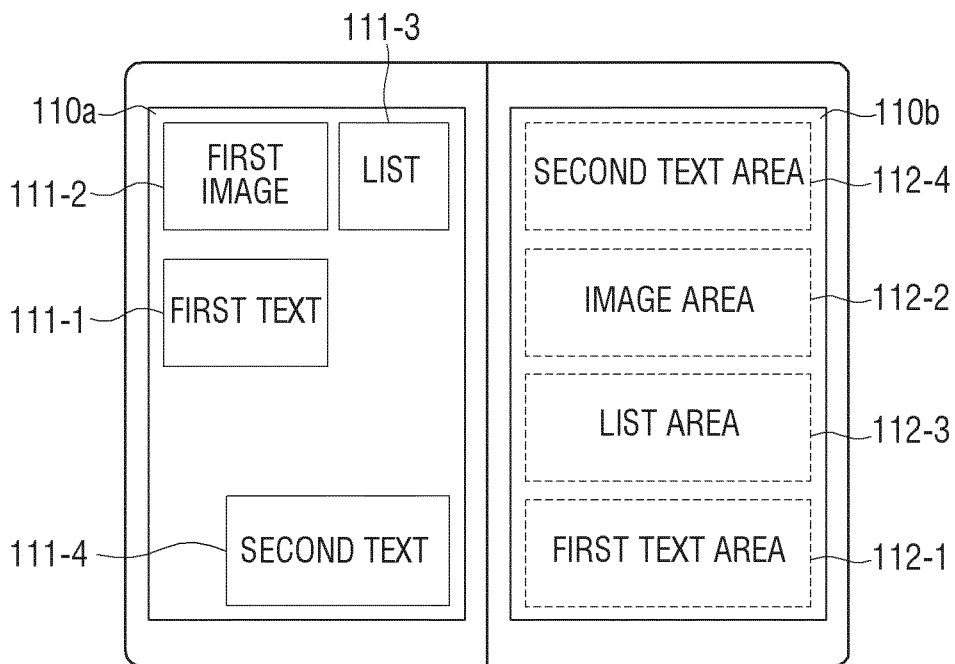 111-3
110a
110b
FIRST
IMAGE
LIST
SECOND TEXT AREA
111-2
112-4
111-1
FIRST TEXT
IMAGE AREA
112-2
LIST AREA
112-3
111-4
SECOND TEXT
FIRST TEXT AREA
112-1